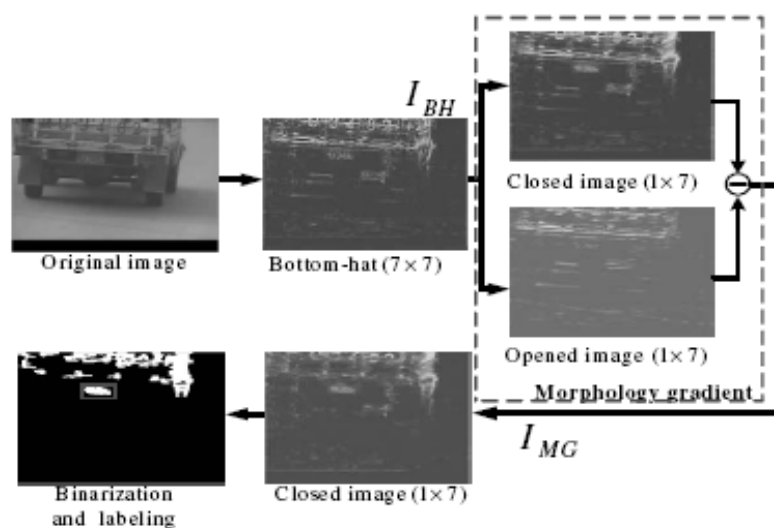 I_BH
Original image
Bottom-hat (7×7)
Closed image (1×7)
Opened image (1×7)
Morphology gradient
I_MG
Closed image (1×7)
Binarization
and labeling